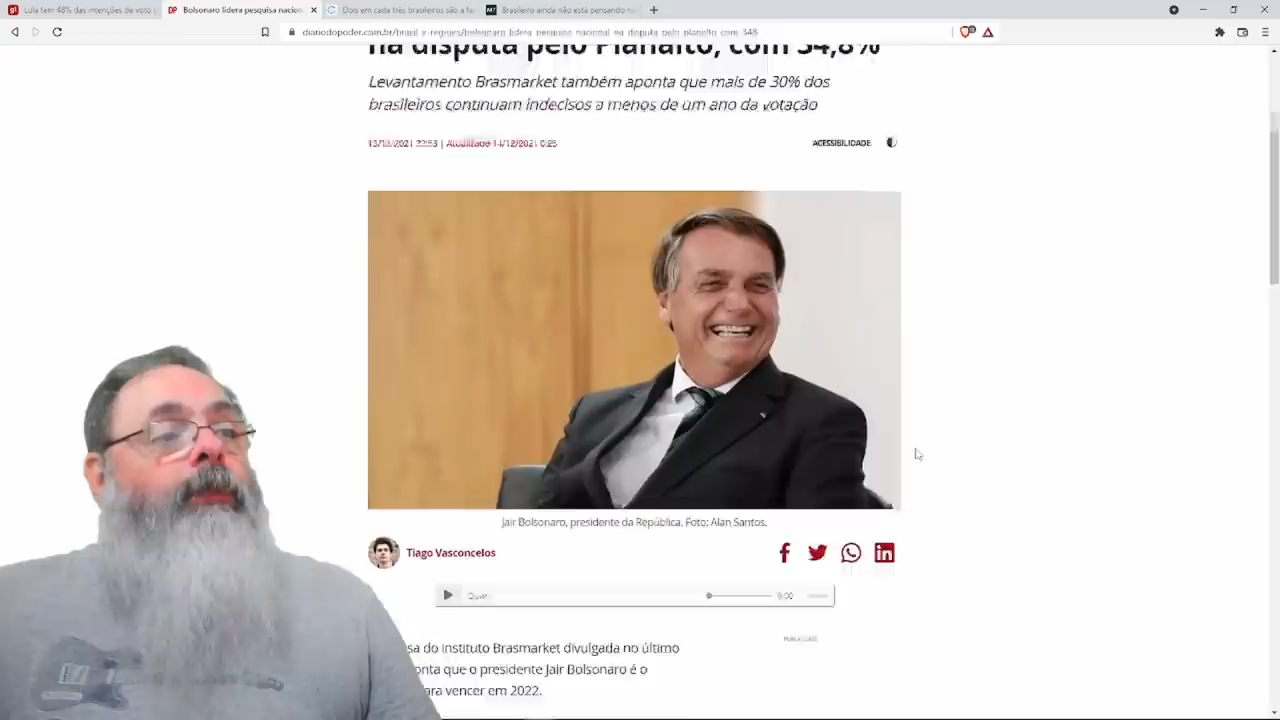 Lula tem 48% das intenções de voto
Bolsonaro lidera pesquisa nacion
Dois em cada três brasileiros são a fa
Brasileiro ainda não está pensando n
diariodopoder.com.br/brasil-e-regioes/bolsonaro-lidera-pesquisa-nacional-na-disputa-pelo-planalto-com-348
na disputa pelo Planalto, com 34,8%
Levantamento Brasmarket também aponta que mais de 30% dos
brasileiros continuam indecisos a menos de um ano da votação
13/12/2021 22:53 | Atualizado 14/12/2021 0:25
ACESSIBILIDADE
Jair Bolsonaro, presidente da República. Foto: Alan Santos.
Tiago Vasconcelos
0:00
sa do instituto Brasmarket divulgada no último
onta que o presidente Jair Bolsonaro é o
ara vencer em 2022.